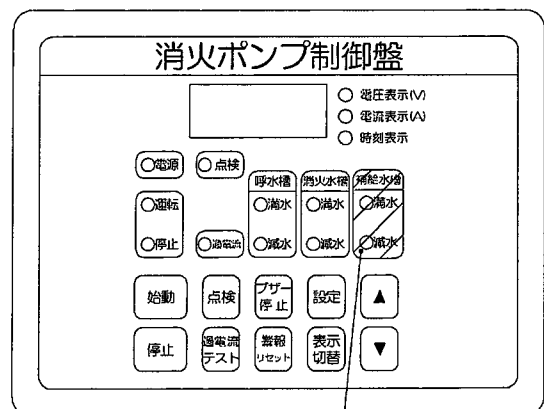 消火ポンプ制御盤
電圧表示(V)
電流表示(A)
時刻表示
電源 点検
呼水槽 消火水槽 補給水槽
運転 満水 満水 満水
停止 過電流 減水 減水 減水
始動 点検 ブザー停止 設定 ▲
停止 過電流テスト 警報リセット 表示切替 ▼